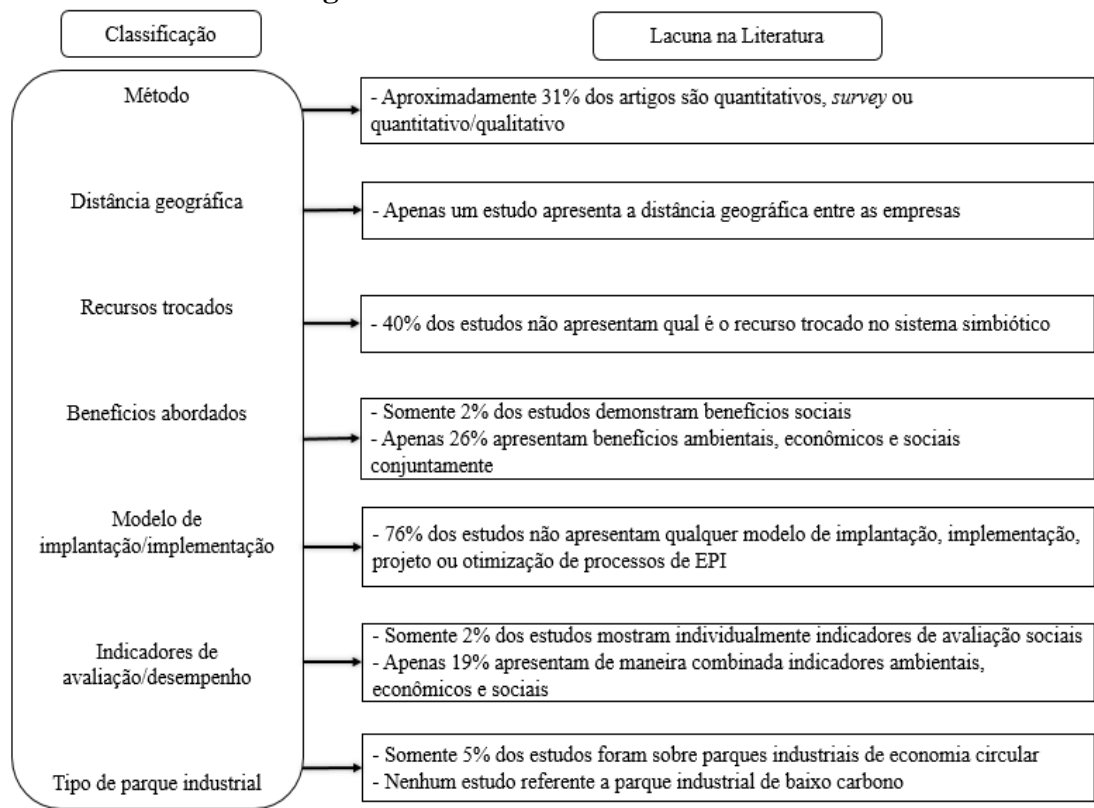 Classificação
Lacuna na Literatura
Método
- Aproximadamente 31% dos artigos são quantitativos, survey ou
quantitativo/qualitativo
Distância geográfica
- Apenas um estudo apresenta a distância geográfica entre as empresas
Recursos trocados
- 40% dos estudos não apresentam qual é o recurso trocado no sistema simbiótico
Benefícios abordados
- Somente 2% dos estudos demonstram benefícios sociais
- Apenas 26% apresentam benefícios ambientais, econômicos e sociais
conjuntamente
Modelo de
implantação/implementação
- 76% dos estudos não apresentam qualquer modelo de implantação, implementação,
projeto ou otimização de processos de EPI
Indicadores de
avaliação/desempenho
- Somente 2% dos estudos mostram individualmente indicadores de avaliação sociais
- Apenas 19% apresentam de maneira combinada indicadores ambientais,
econômicos e sociais
Tipo de parque industrial
- Somente 5% dos estudos foram sobre parques industriais de economia circular
- Nenhum estudo referente a parque industrial de baixo carbono